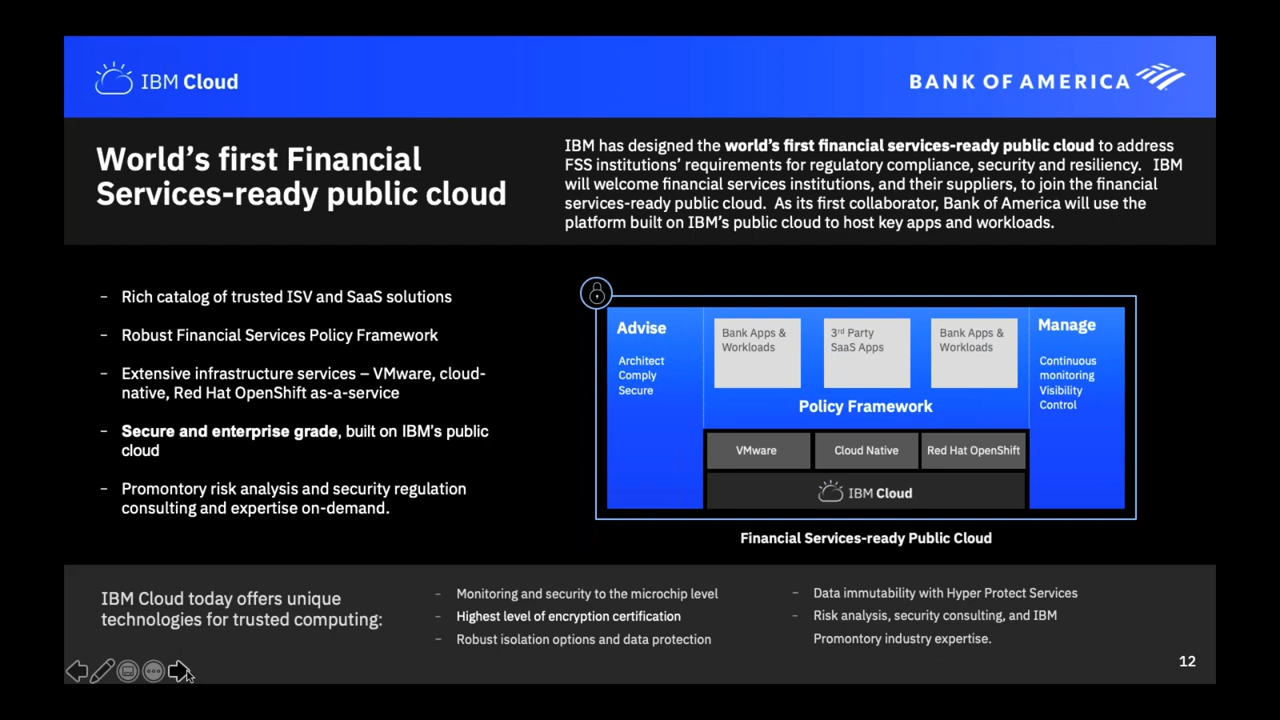 IBM Cloud
BANK OF AMERICA
World's first Financial
Services-ready public cloud
IBM has designed the world's first financial services-ready public cloud to address
FSS institutions' requirements for regulatory compliance, security and resiliency. IBM
will welcome financial services institutions, and their suppliers, to join the financial
services-ready public cloud. As its first collaborator, Bank of America will use the
platform built on IBM's public cloud to host key apps and workloads.
– Rich catalog of trusted ISV and SaaS solutions
– Robust Financial Services Policy Framework
– Extensive infrastructure services – VMware, cloud-
native, Red Hat OpenShift as-a-service
– Secure and enterprise grade, built on IBM's public
cloud
– Promontory risk analysis and security regulation
consulting and expertise on-demand.
Advise
Architect
Comply
Secure
Bank Apps &
Workloads
3rd Party
SaaS Apps
Bank Apps &
Workloads
Policy Framework
VMware
Cloud Native
Red Hat OpenShift
IBM Cloud
Manage
Continuous
monitoring
Visibility
Control
Financial Services-ready Public Cloud
IBM Cloud today offers unique
technologies for trusted computing:
– Monitoring and security to the microchip level
– Highest level of encryption certification
– Robust isolation options and data protection
– Data immutability with Hyper Protect Services
– Risk analysis, security consulting, and IBM
Promontory industry expertise.
12